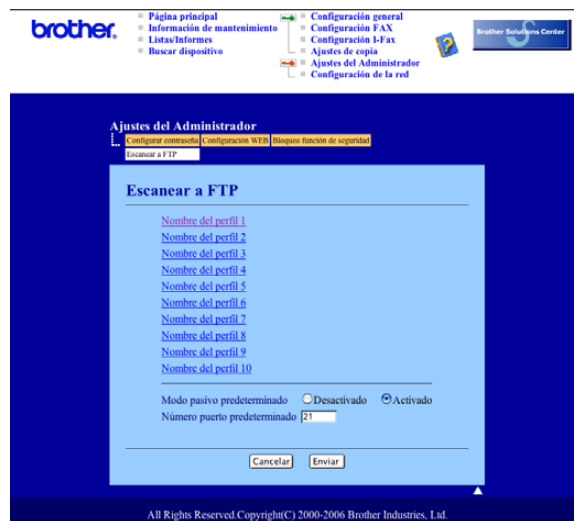 brother.
Página principal
Información de mantenimiento
Listas/Informes
Buscar dispositivo
Configuración general
Configuración FAX
Configuración I-Fax
Ajustes de copia
Ajustes del Administrador
Configuración de la red
Brother Solutions Center
Ajustes del Administrador
Configurar contraseña Configuración WEB Bloqueo función de seguridad
Escanear a FTP
Escanear a FTP
Nombre del perfil 1
Nombre del perfil 2
Nombre del perfil 3
Nombre del perfil 4
Nombre del perfil 5
Nombre del perfil 6
Nombre del perfil 7
Nombre del perfil 8
Nombre del perfil 9
Nombre del perfil 10
Modo pasivo predeterminado Desactivado Activado
Número puerto predeterminado 21
Cancelar Enviar
All Rights Reserved.Copyright(C) 2000-2006 Brother Industries, Ltd.